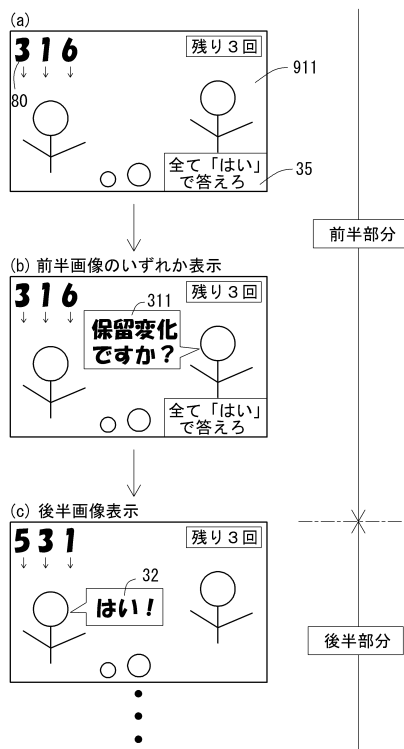 (a)
316
残り３回
911
80
全て「はい」
で答えろ
35
前半部分
(b) 前半画像のいずれか表示
316
311
残り３回
保留変化
ですか？
全て「はい」
で答えろ
(c) 後半画像表示
531
残り３回
32
はい！
後半部分